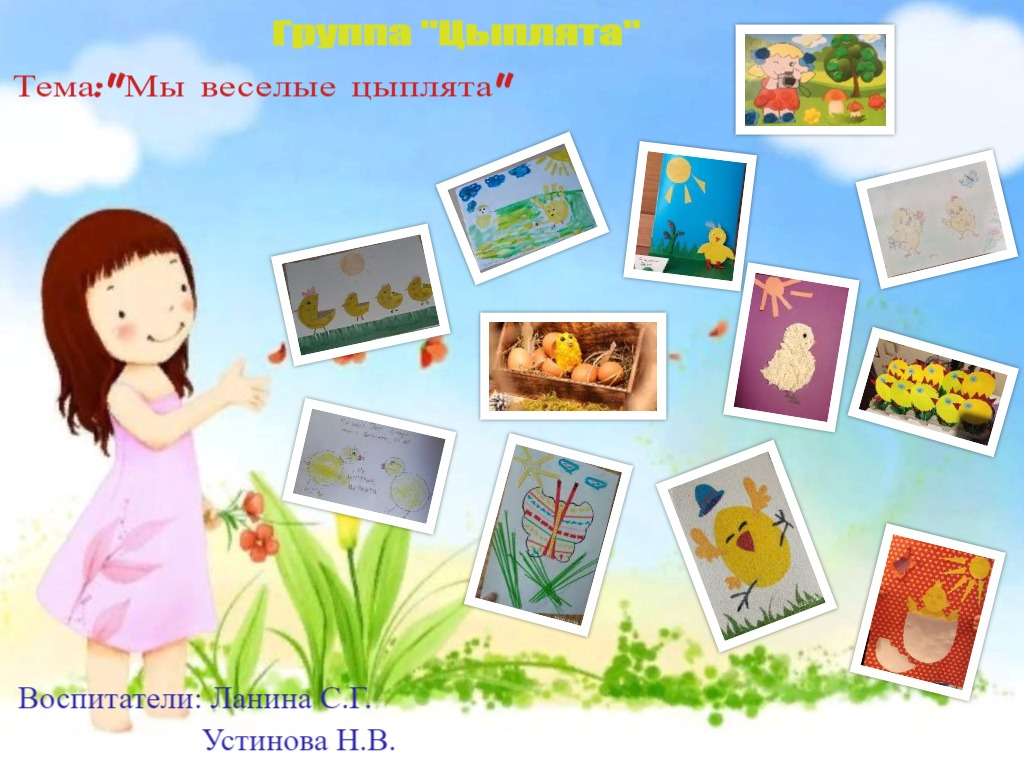 Группа "Цыплята"
Тема:"Мы веселые цыплята"
Воспитатели: Ланина С.Г.
Устинова Н.В.